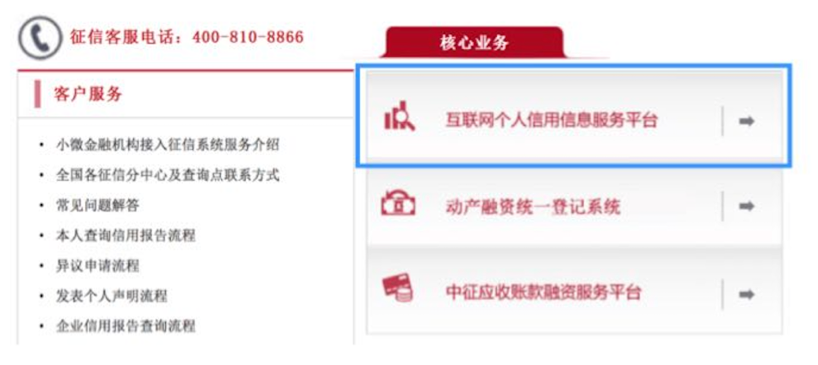 征信客服电话：400-810-8866
客户服务
• 小微金融机构接入征信系统服务介绍
• 全国各征信分中心及查询点联系方式
• 常见问题解答
• 本人查询信用报告流程
• 异议申请流程
• 发表个人声明流程
• 企业信用报告查询流程
核心业务
互联网个人信用信息服务平台
动产融资统一登记系统
中征应收账款融资服务平台